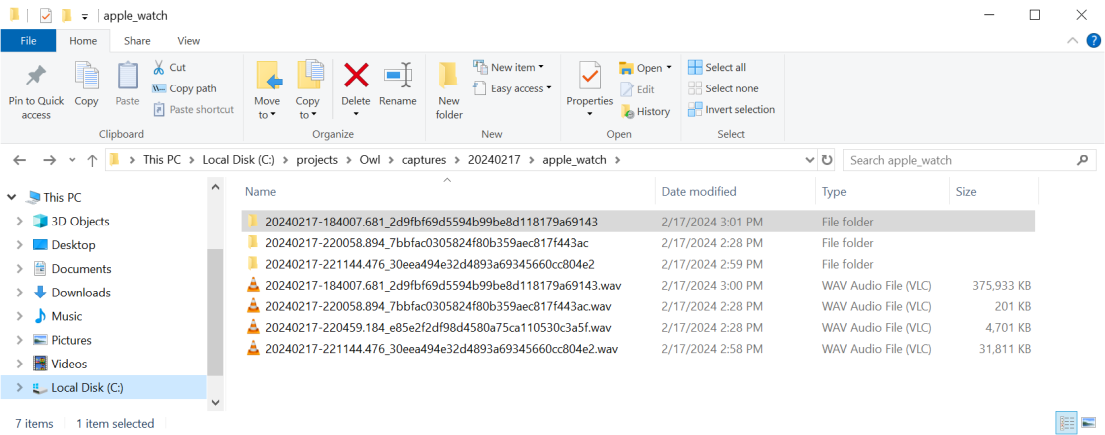 apple_watch
File Home Share View
Pin to Quick access
Copy
Paste
Cut
Copy path
Paste shortcut
Clipboard
Move to
Copy to
Delete
Rename
Organize
New folder
New item
Easy access
New
Properties
Open
Edit
History
Open
Select all
Select none
Invert selection
Select
This PC > Local Disk (C:) > projects > Owl > captures > 20240217 > apple_watch >
Search apple_watch
This PC
3D Objects
Desktop
Documents
Downloads
Music
Pictures
Videos
Local Disk (C:)
Name Date modified Type Size
20240217-184007.681_2d9fbf69d5594b99be8d118179a69143 2/17/2024 3:01 PM File folder
20240217-220058.894_7bbfac0305824f80b359aec817f443ac 2/17/2024 2:28 PM File folder
20240217-221144.476_30eea494e32d4893a69345660cc804e2 2/17/2024 2:59 PM File folder
20240217-184007.681_2d9fbf69d5594b99be8d118179a69143.wav 2/17/2024 3:00 PM WAV Audio File (VLC) 375,933 KB
20240217-220058.894_7bbfac0305824f80b359aec817f443ac.wav 2/17/2024 2:28 PM WAV Audio File (VLC) 201 KB
20240217-220459.184_e85e2f2df98d4580a75ca110530c3a5f.wav 2/17/2024 2:28 PM WAV Audio File (VLC) 4,701 KB
20240217-221144.476_30eea494e32d4893a69345660cc804e2.wav 2/17/2024 2:58 PM WAV Audio File (VLC) 31,811 KB
7 items 1 item selected